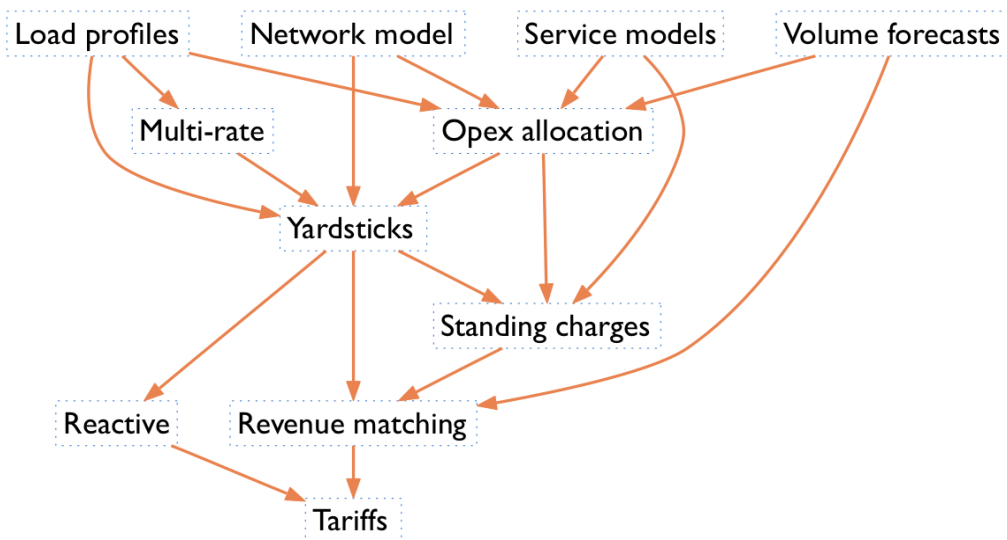 Load profiles
Network model
Service models
Volume forecasts
Multi-rate
Opex allocation
Yardsticks
Standing charges
Reactive
Revenue matching
Tariffs